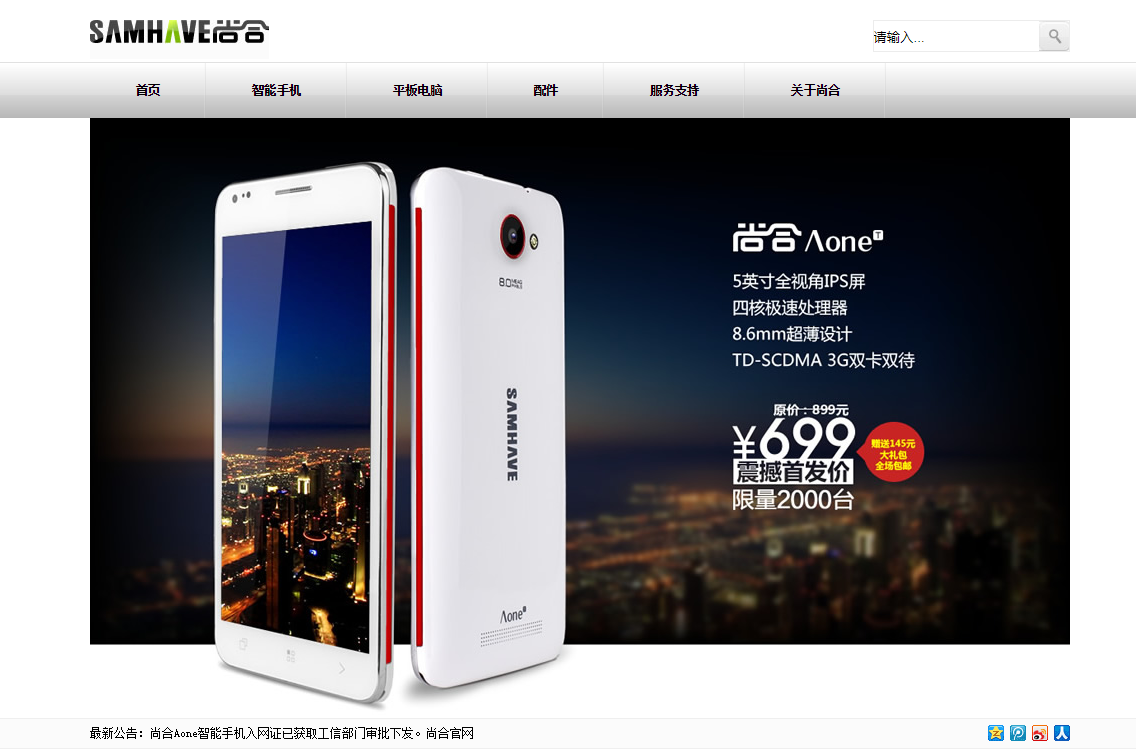 SAMHAVE尚合
请输入...
首页 智能手机 平板电脑 配件 服务支持 关于尚合
尚合 Aone T
5英寸全视角IPS屏
四核极速处理器
8.6mm超薄设计
TD-SCDMA 3G双卡双待
原价：899元
¥699
震撼首发价
限量2000台
赠送145元
大礼包
全场包邮
8.0 MEGA PIXELS
SAMHAVE
Aone
最新公告：尚合Aone智能手机入网证已获取工信部门审批下发。尚合官网